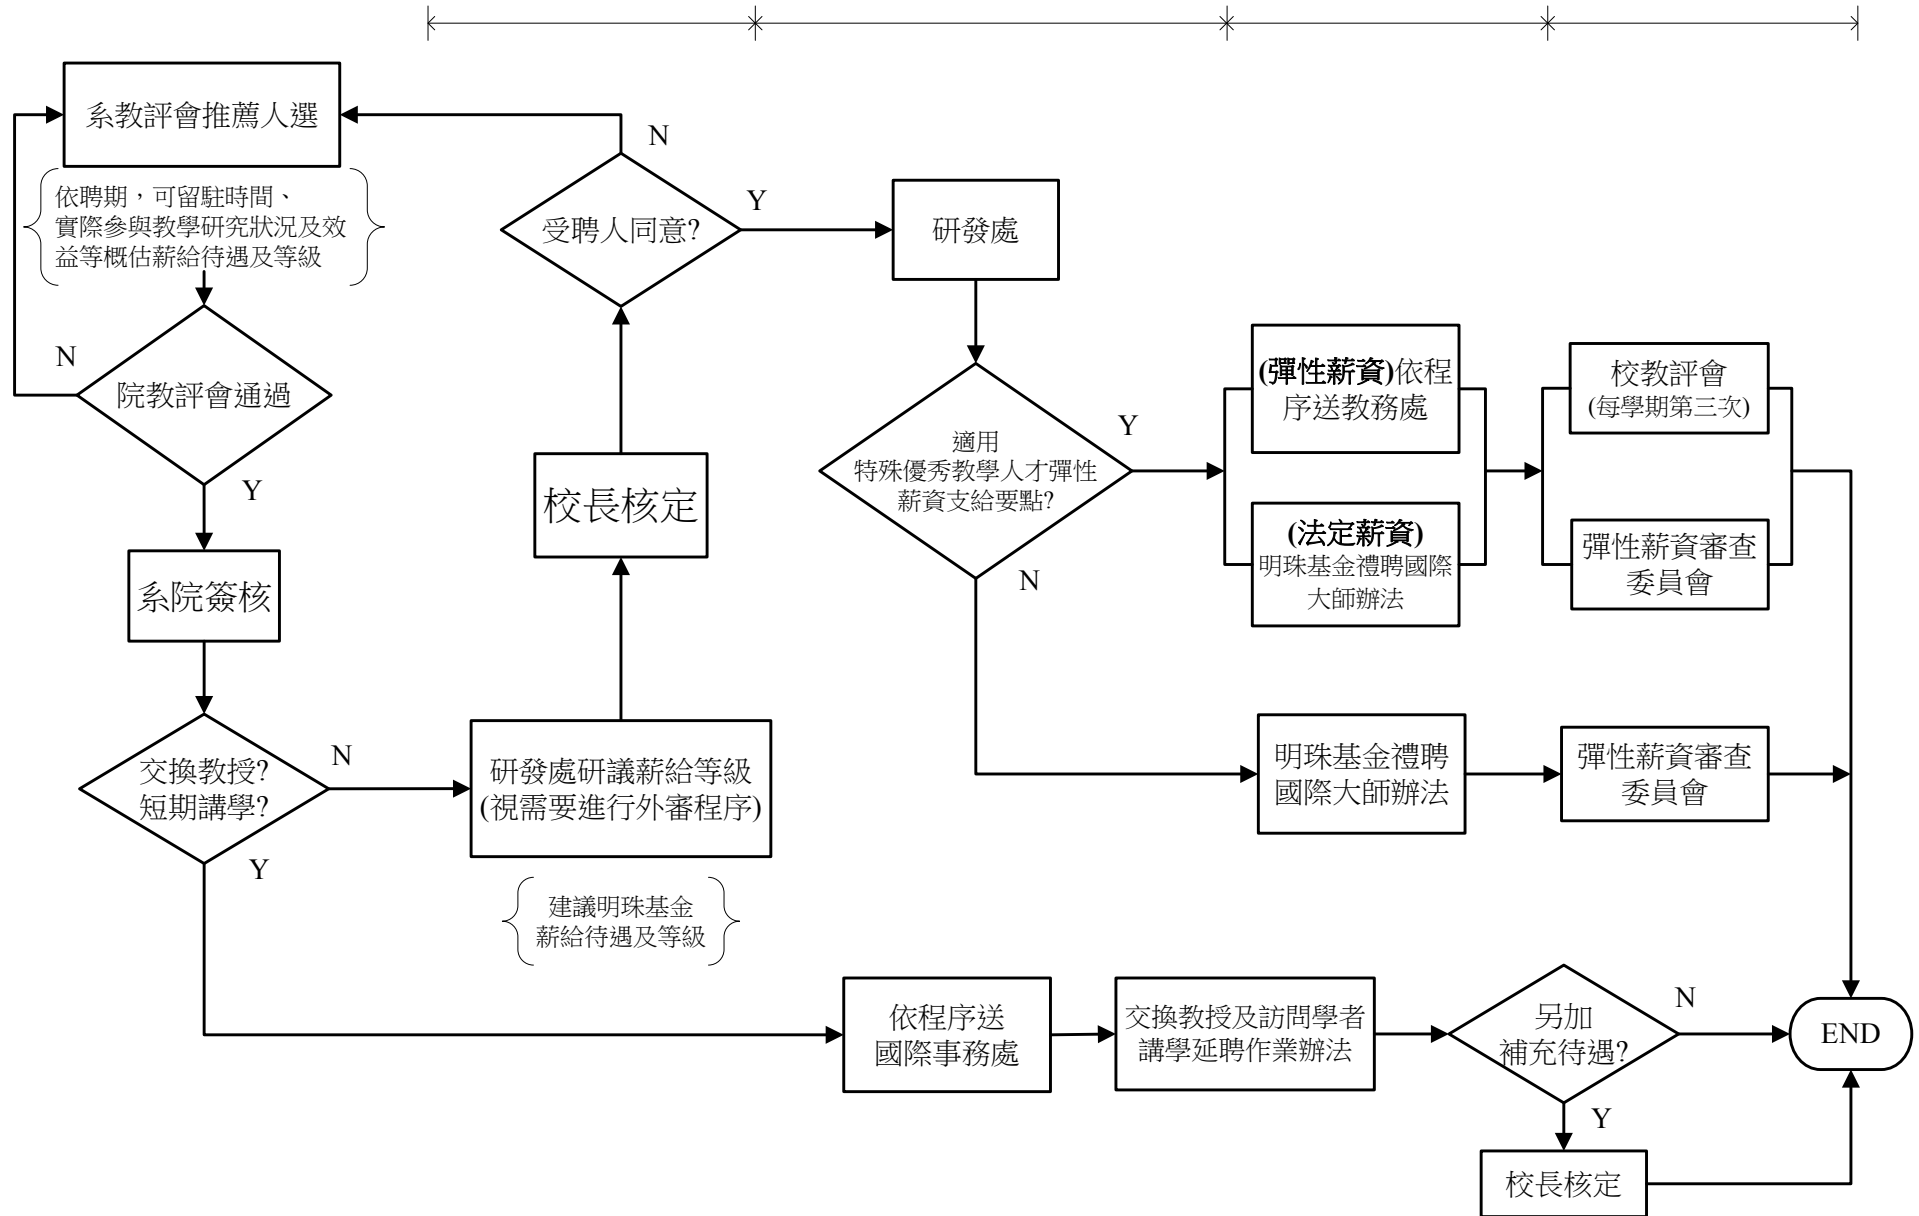 系教評會推薦人選
依聘期，可留駐時間、
實際參與教學研究狀況及效
益等概估薪給待遇及等級
N
院教評會通過
Y
系院簽核
交換教授?
短期講學?
N
Y
研發處研議薪給等級
(視需要進行外審程序)
建議明珠基金
薪給待遇及等級
校長核定
受聘人同意?
N
Y
研發處
適用
特殊優秀教學人才彈性
薪資支給要點?
Y
N
(彈性薪資)依程
序送教務處
(法定薪資)
明珠基金禮聘國際
大師辦法
校教評會
(每學期第三次)
彈性薪資審查
委員會
明珠基金禮聘
國際大師辦法
彈性薪資審查
委員會
依程序送
國際事務處
交換教授及訪問學者
講學延聘作業辦法
另加
補充待遇?
N
Y
校長核定
END